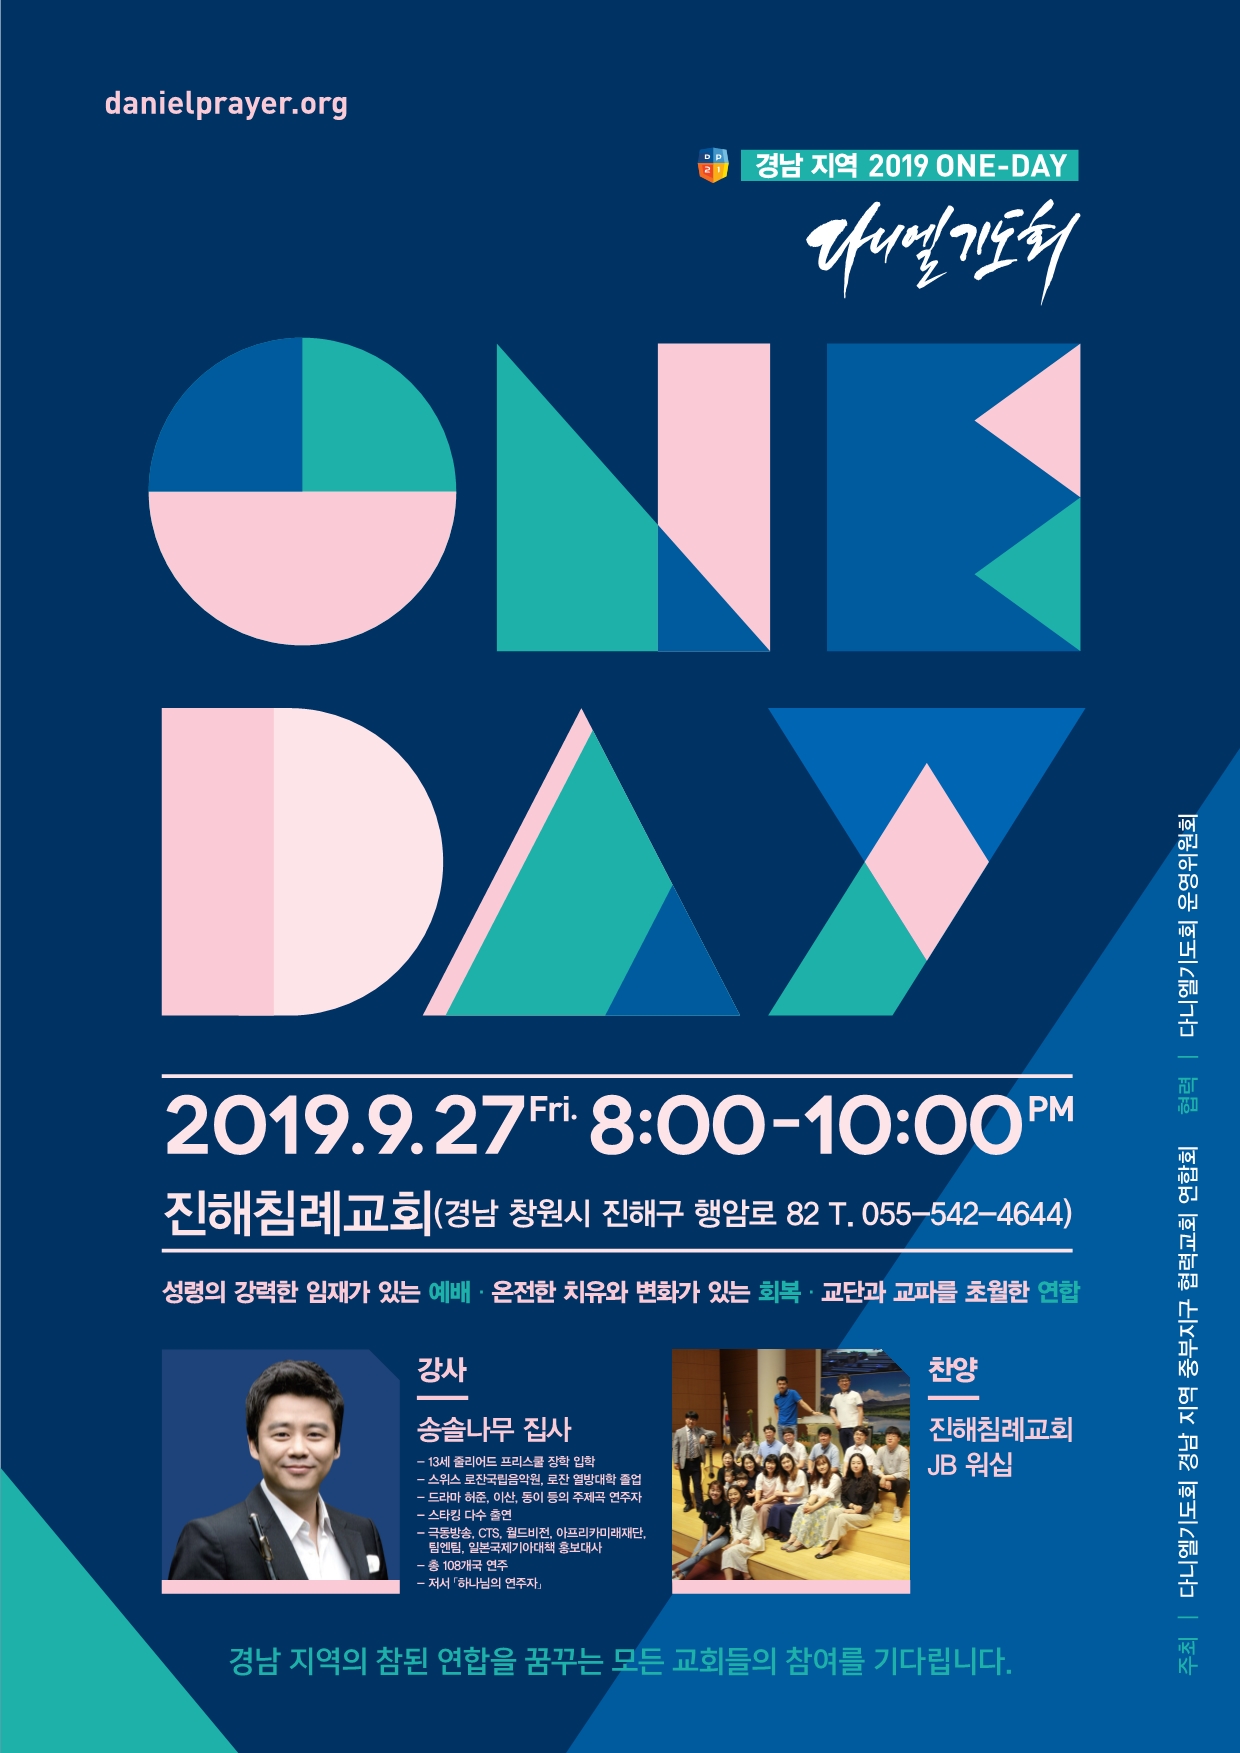 danielprayer.org
DP
21
경남 지역 2019 ONE-DAY
다니엘기도회
ONE
DAY
2019.9.27 Fri. 8:00-10:00 PM
진해침례교회(경남 창원시 진해구 행암로 82 T. 055-542-4644)
성령의 강력한 임재가 있는 예배 · 온전한 치유와 변화가 있는 회복 · 교단과 교파를 초월한 연합
강사
송솔나무 집사
- 13세 줄리어드 프리스쿨 장학 입학
- 스위스 로잔국립음악원, 로잔 열방대학 졸업
- 드라마 허준, 이산, 동이 등의 주제곡 연주자
- 스타킹 다수 출연
- 극동방송, CTS, 월드비전, 아프리카미래재단,
팀엔팀, 일본국제기아대책 홍보대사
- 총 108개국 연주
- 저서 「하나님의 연주자」
찬양
진해침례교회
JB 워십
경남 지역의 참된 연합을 꿈꾸는 모든 교회들의 참여를 기다립니다.
주최 | 다니엘기도회 경남 지역 중부지구 협력교회 연합회 협력 | 다니엘기도회 운영위원회